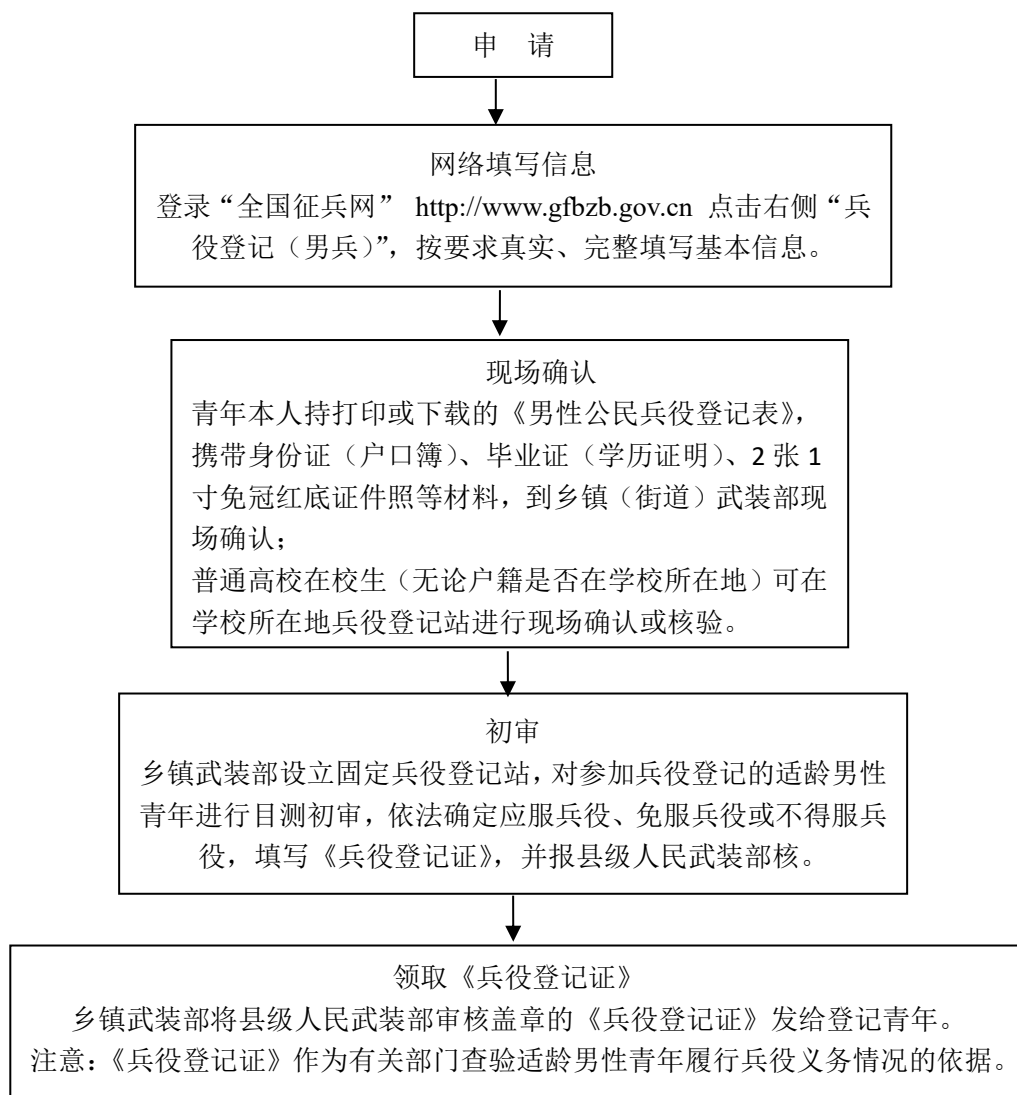 申 请
网络填写信息
登录“全国征兵网” http://www.gfbzb.gov.cn 点击右侧“兵
役登记（男兵）”，按要求真实、完整填写基本信息。
现场确认
青年本人持打印或下载的《男性公民兵役登记表》，
携带身份证（户口簿）、毕业证（学历证明）、2 张 1
寸免冠红底证件照等材料，到乡镇（街道）武装部现
场确认；
普通高校在校生（无论户籍是否在学校所在地）可在
学校所在地兵役登记站进行现场确认或核验。
初审
乡镇武装部设立固定兵役登记站，对参加兵役登记的适龄男性
青年进行目测初审，依法确定应服兵役、免服兵役或不得服兵
役，填写《兵役登记证》，并报县级人民武装部核。
领取《兵役登记证》
乡镇武装部将县级人民武装部审核盖章的《兵役登记证》发给登记青年。
注意：《兵役登记证》作为有关部门查验适龄男性青年履行兵役义务情况的依据。